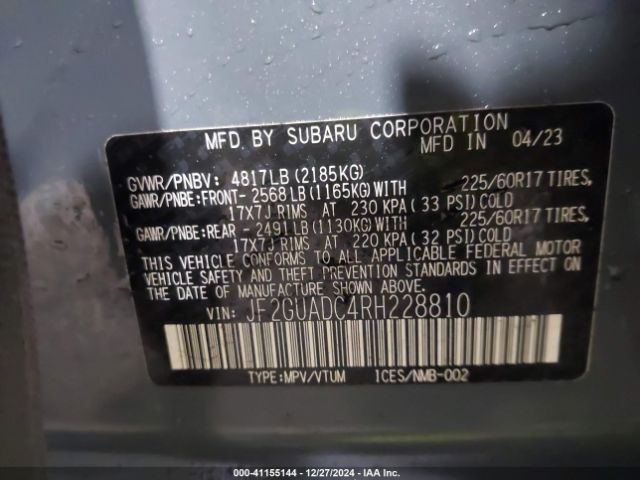 MFD. BY SUBARU CORPORATION MFD IN 04/23
GVWR/PNBV: 4817LB(2185KG)
GAWR/PNBE:FRONT- 2568LB(1165KG)WITH 225/60R17 TIRES,
17X7J RIMS AT 230 KPA(33 PSI)COLD
GAWR/PNBE:REAR - 2491LB(1130KG)WITH 225/60R17 TIRES,
17X7J RIMS AT 220 KPA(32 PSI)COLD
THIS VEHICLE CONFORMS TO ALL APPLICABLE FEDERAL MOTOR
VEHICLE SAFETY AND THEFT PREVENTION STANDARDS IN EFFECT
ON THE DATE OF MANUFACTURE SHOWN ABOVE.
VIN: JF2GUADC4RH228810
TYPE:MPV/VTUM ICES/NMB-002
000-41155144 | 12/27/2024 - IAA Inc.